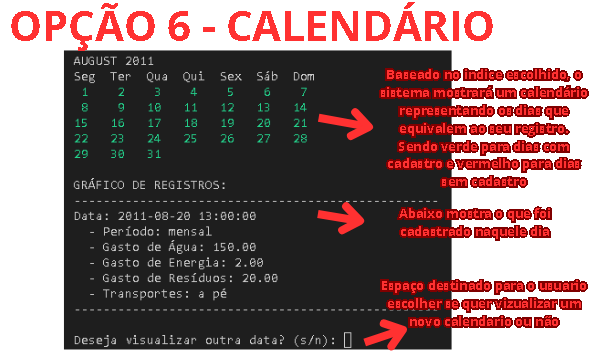 OPÇÃO 6 - CALENDÁRIO
AUGUST 2011
Seg Ter Qua Qui Sex Sáb Dom
1 2 3 4 5 6 7
8 9 10 11 12 13 14
15 16 17 18 19 20 21
22 23 24 25 26 27 28
29 30 31
GRÁFICO DE REGISTROS:
--------------------------------------------------
Data: 2011-08-20 13:00:00
- Período: mensal
- Gasto de Água: 150.00
- Gasto de Energia: 2.00
- Gasto de Resíduos: 20.00
- Transportes: a pé
--------------------------------------------------
Deseja visualizar outra data? (s/n):
Baseado no indice escolhido, o
sistema mostrará um calendário
representando os dias que
equivalem ao seu registro.
Sendo verde para dias com
cadastro e vermelho para dias
sem cadastro
Abaixo mostra o que foi
cadastrado naquele dia
Espaço destinado para o usuario
escolher se quer vizualizar um
novo calendario ou não